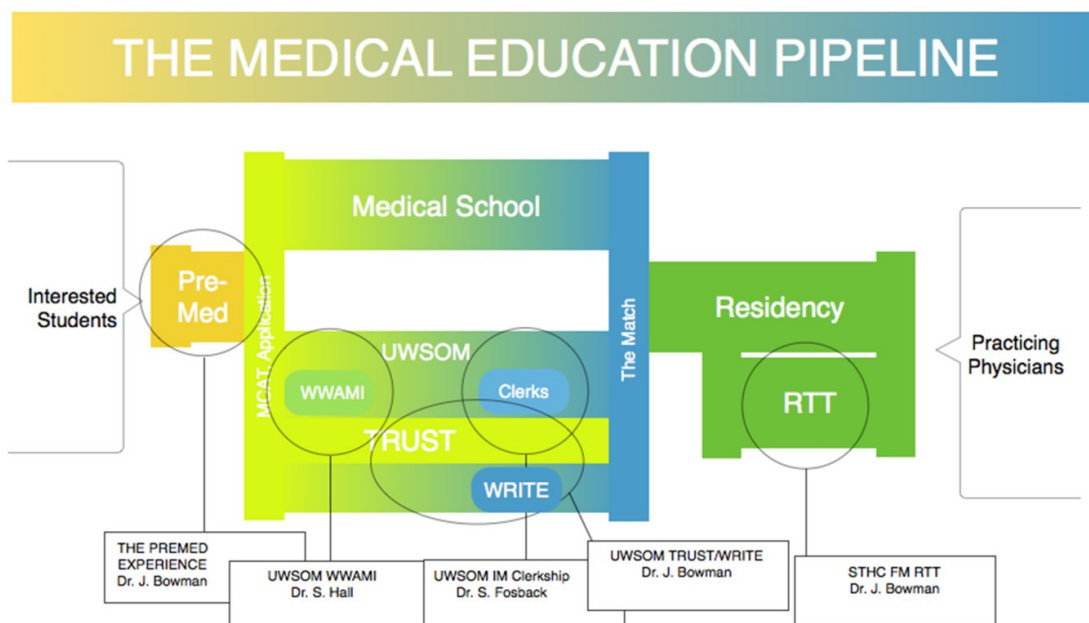 THE MEDICAL EDUCATION PIPELINE
Interested
Students
Pre-
Med
MCAT, Application
Medical School
UWSOM
WWAMI
Clerks
TRUST
WRITE
The Match
Residency
RTT
Practicing
Physicians
THE PREMED
EXPERIENCE
Dr. J. Bowman
UWSOM WWAMI
Dr. S. Hall
UWSOM IM Clerkship
Dr. S. Fosback
UWSOM TRUST/WRITE
Dr. J. Bowman
STHC FM RTT
Dr. J. Bowman